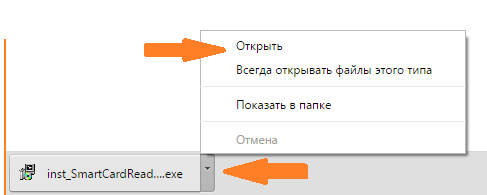 Открыть
Всегда открывать файлы этого типа
Показать в папке
Отмена
inst_SmartCardRead....exe